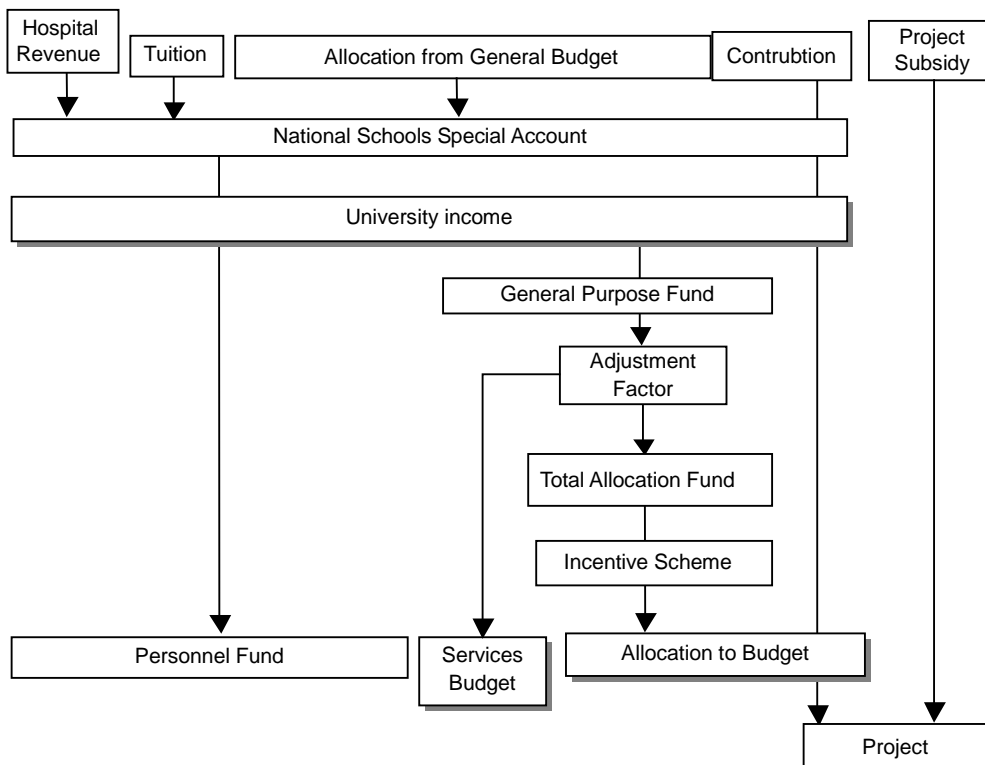 Hospital
Revenue
Tuition
Allocation from General Budget
Contrubtion
Project
Subsidy
National Schools Special Account
University income
General Purpose Fund
Adjustment
Factor
Total Allocation Fund
Incentive Scheme
Personnel Fund
Services
Budget
Allocation to Budget
Project